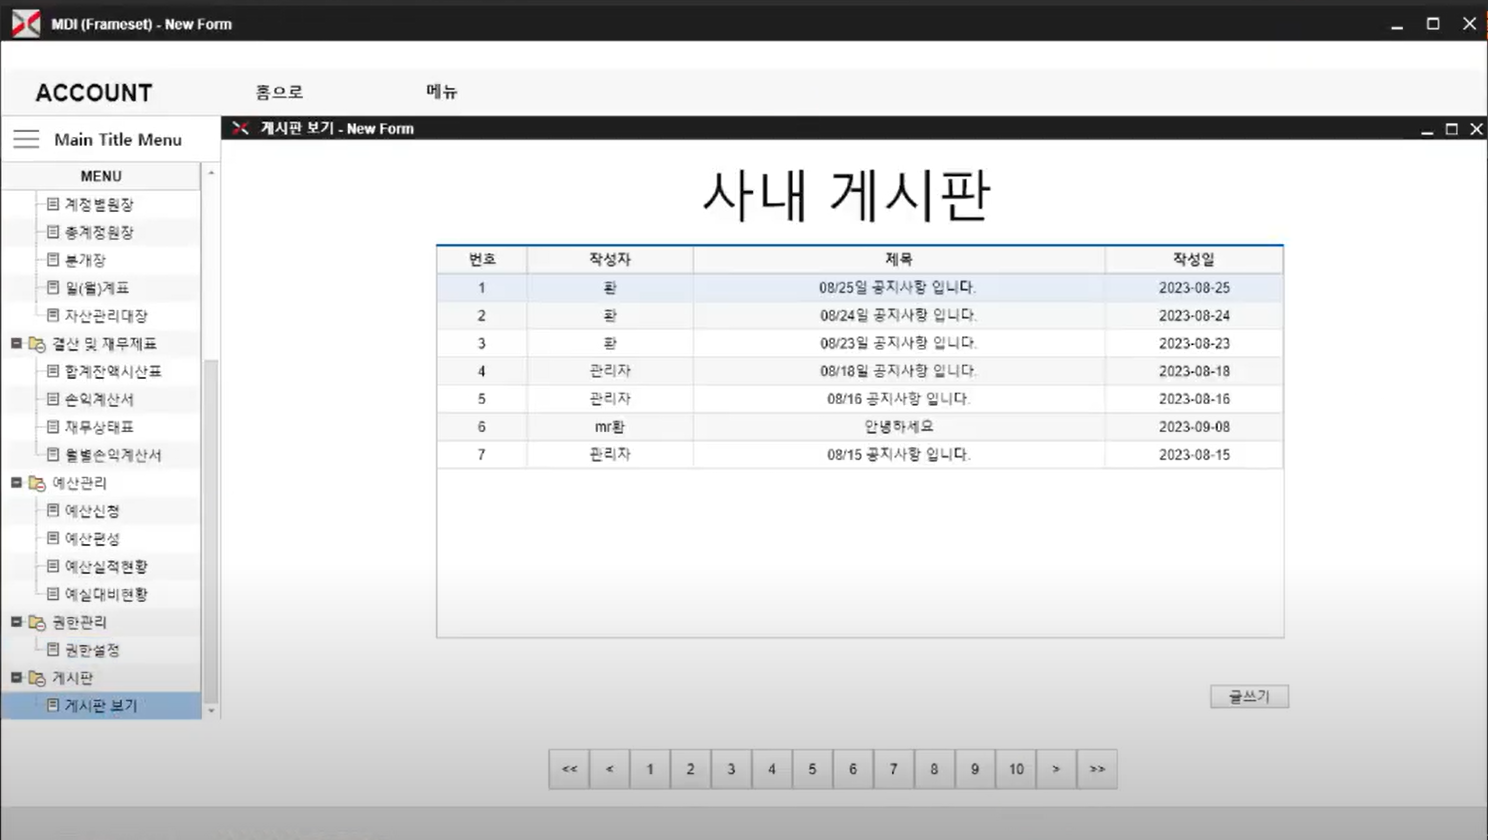 MDI (Frameset) - New Form
ACCOUNT 홈으로 메뉴
Main Title Menu
게시판 보기 - New Form
MENU
계정별원장
총계정원장
분개장
일(월)계표
자산관리대장
결산 및 재무제표
합계잔액시산표
손익계산서
재무상태표
월별손익계산서
예산관리
예산신청
예산편성
예산실적현황
예실대비현황
권한관리
권한설정
게시판
게시판 보기
사내 게시판
번호 작성자 제목 작성일
1 환 08/25일 공지사항 입니다. 2023-08-25
2 환 08/24일 공지사항 입니다. 2023-08-24
3 환 08/23일 공지사항 입니다. 2023-08-23
4 관리자 08/18일 공지사항 입니다. 2023-08-18
5 관리자 08/16 공지사항 입니다. 2023-08-16
6 mr환 안녕하세요 2023-09-08
7 관리자 08/15 공지사항 입니다. 2023-08-15
글쓰기
<< < 1 2 3 4 5 6 7 8 9 10 > >>